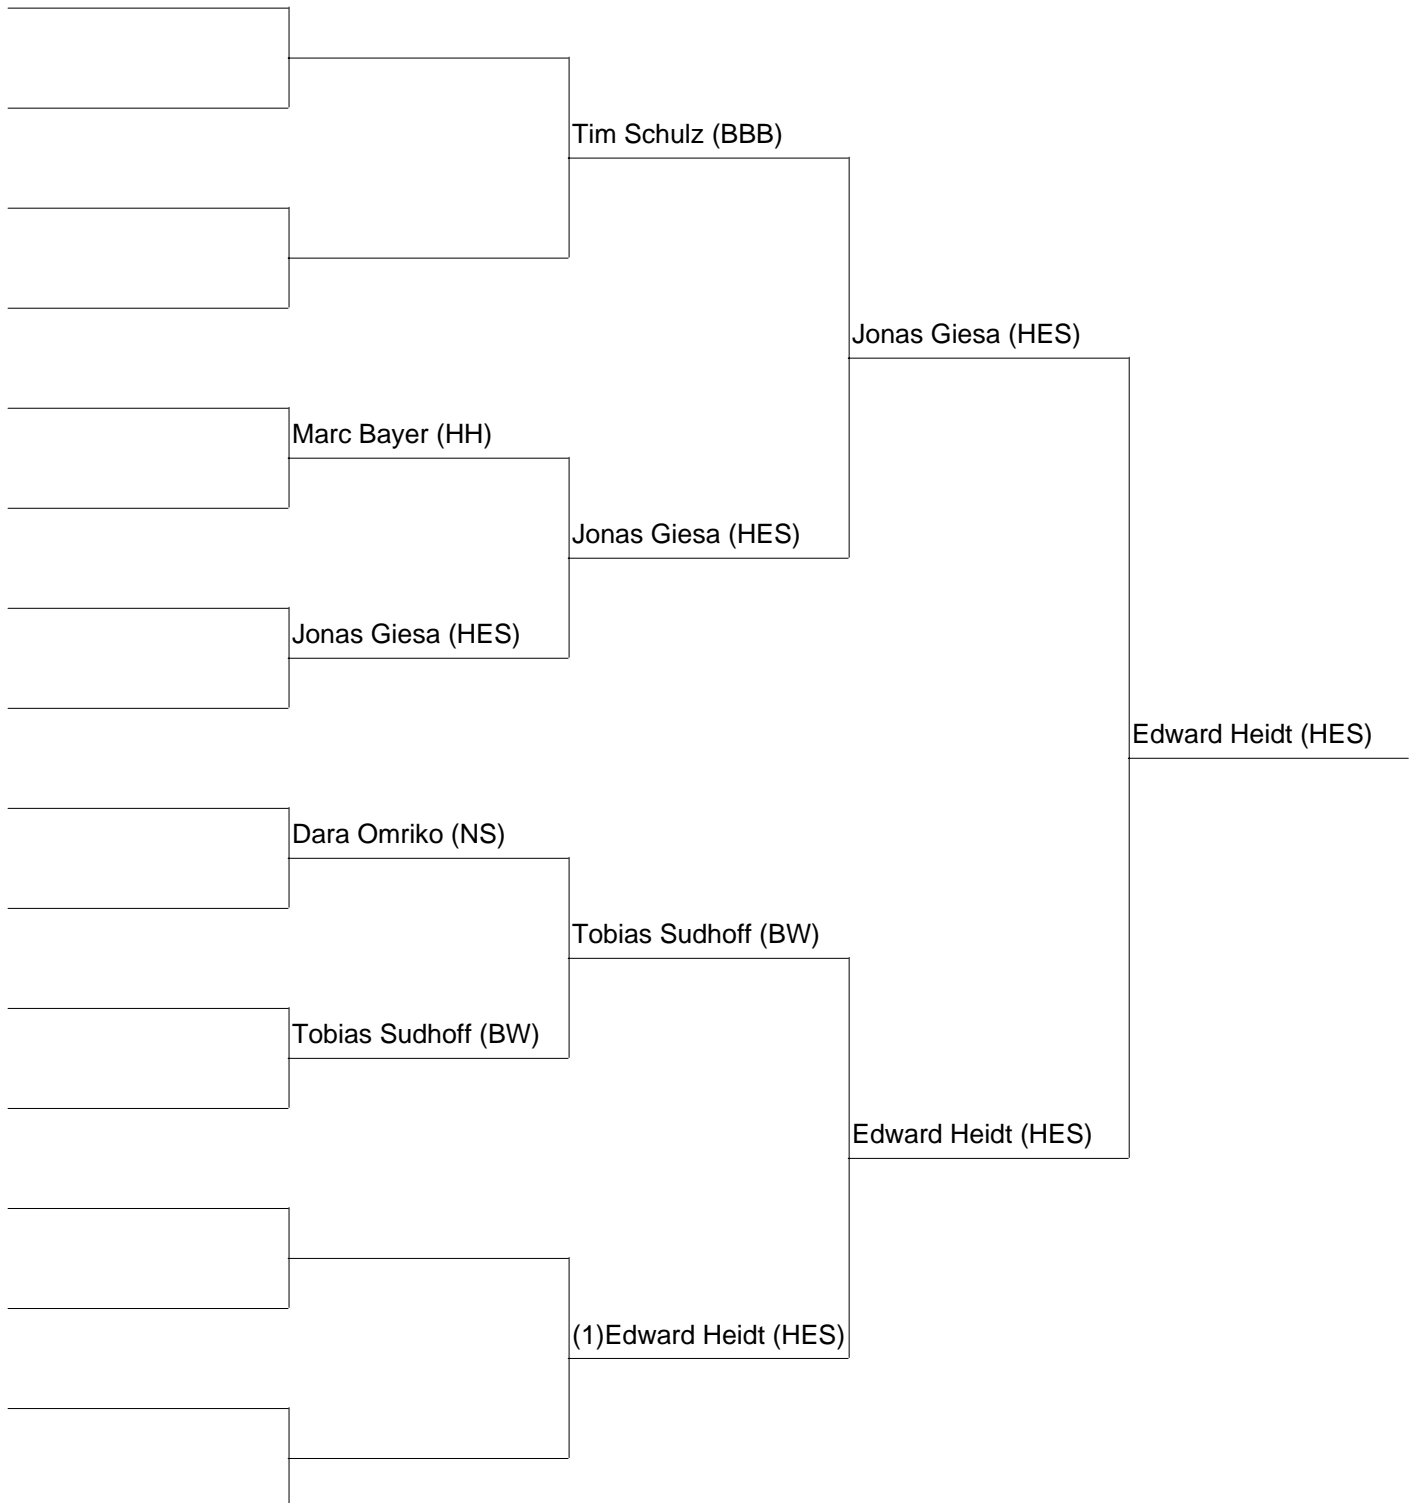 Tim Schulz (BBB)
Jonas Giesa (HES)
Marc Bayer (HH)
Jonas Giesa (HES)
Jonas Giesa (HES)
Edward Heidt (HES)
Dara Omriko (NS)
Tobias Sudhoff (BW)
Tobias Sudhoff (BW)
Edward Heidt (HES)
(1)Edward Heidt (HES)